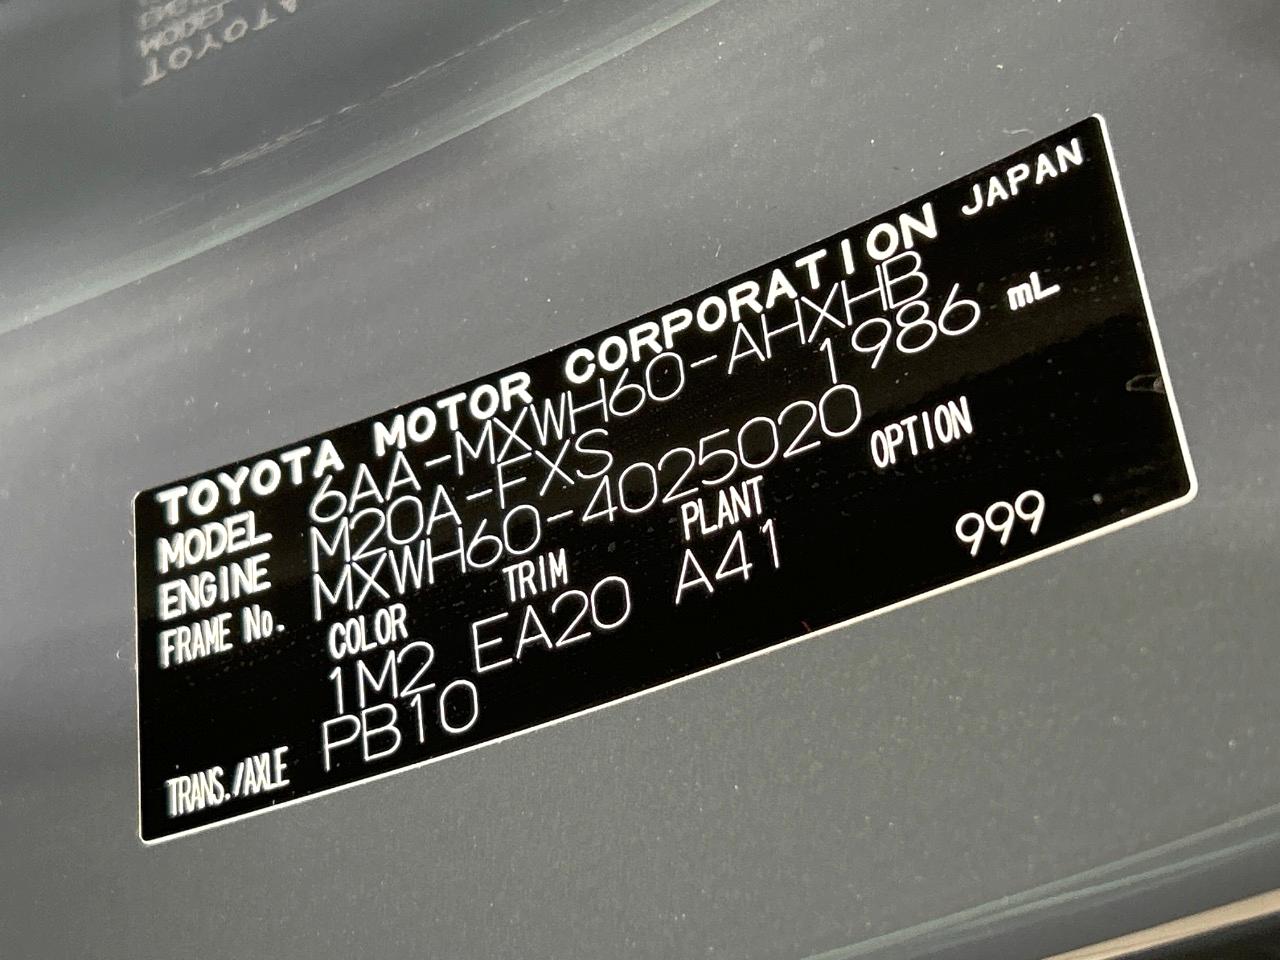 TOYOTA MOTOR CORPORATION JAPAN
MODEL 6AA-MXWH60-AHXHB
ENGINE M20A-FXS 1986 mL
FRAME No. MXWH60-4025020
COLOR TRIM PLANT OPTION
1M2 EA20 A41 999
TRANS./AXLE PB10